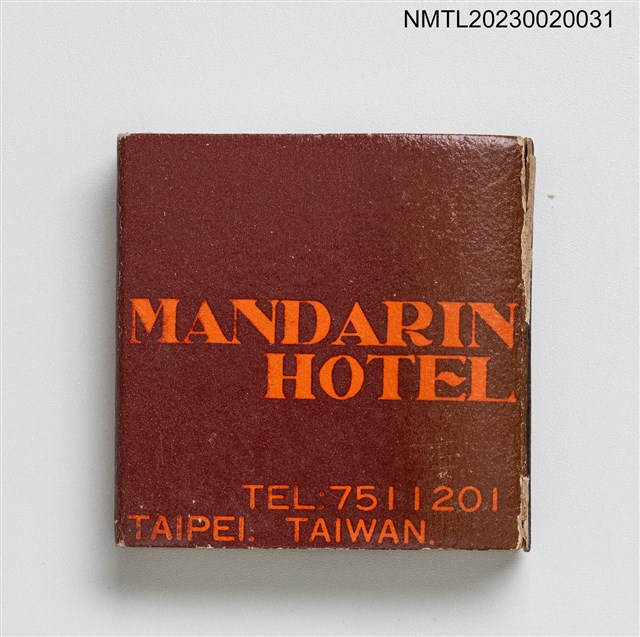 NMTL20230020031
MANDARIN
HOTEL
TEL:7511201
TAIPEI. TAIWAN.